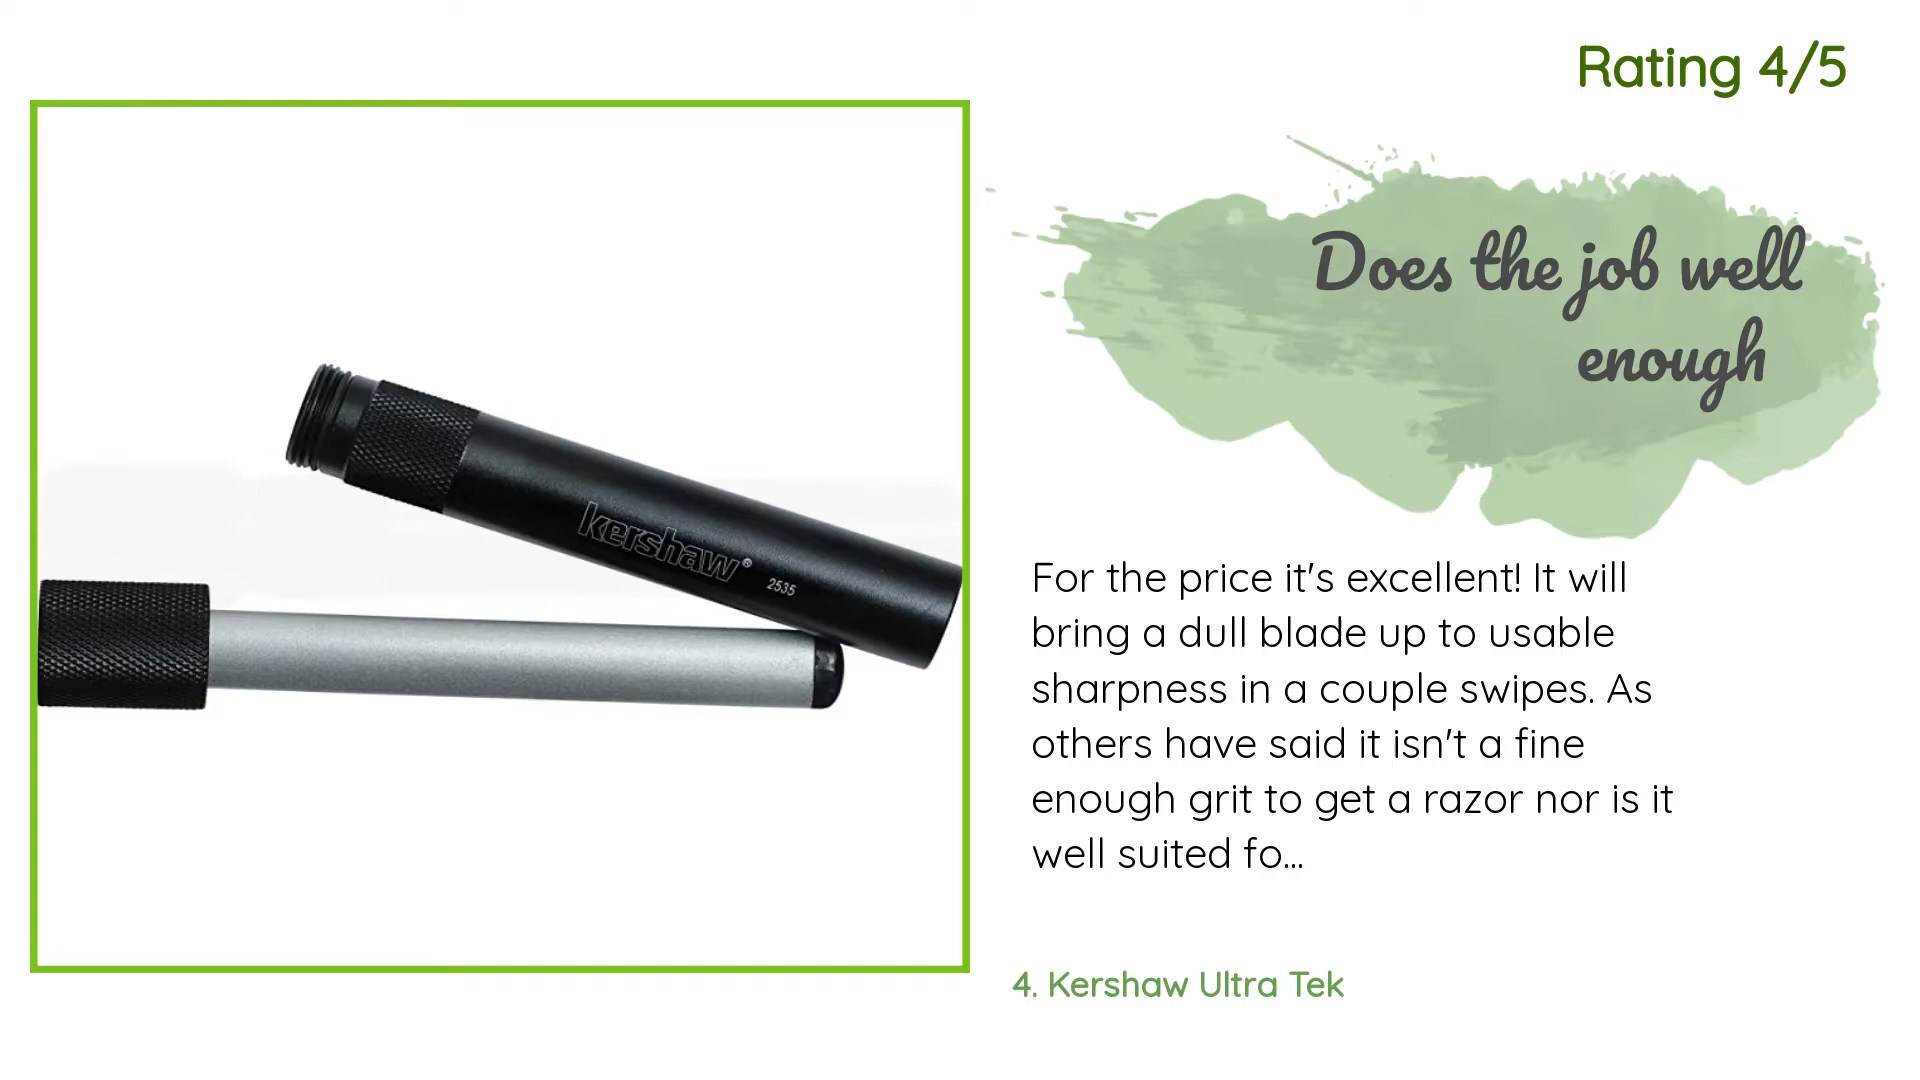 Rating 4/5
Does the job well
enough
kershaw®
2535
For the price it's excellent! It will
bring a dull blade up to usable
sharpness in a couple swipes. As
others have said it isn't a fine
enough grit to get a razor nor is it
well suited fo...
4. Kershaw Ultra Tek